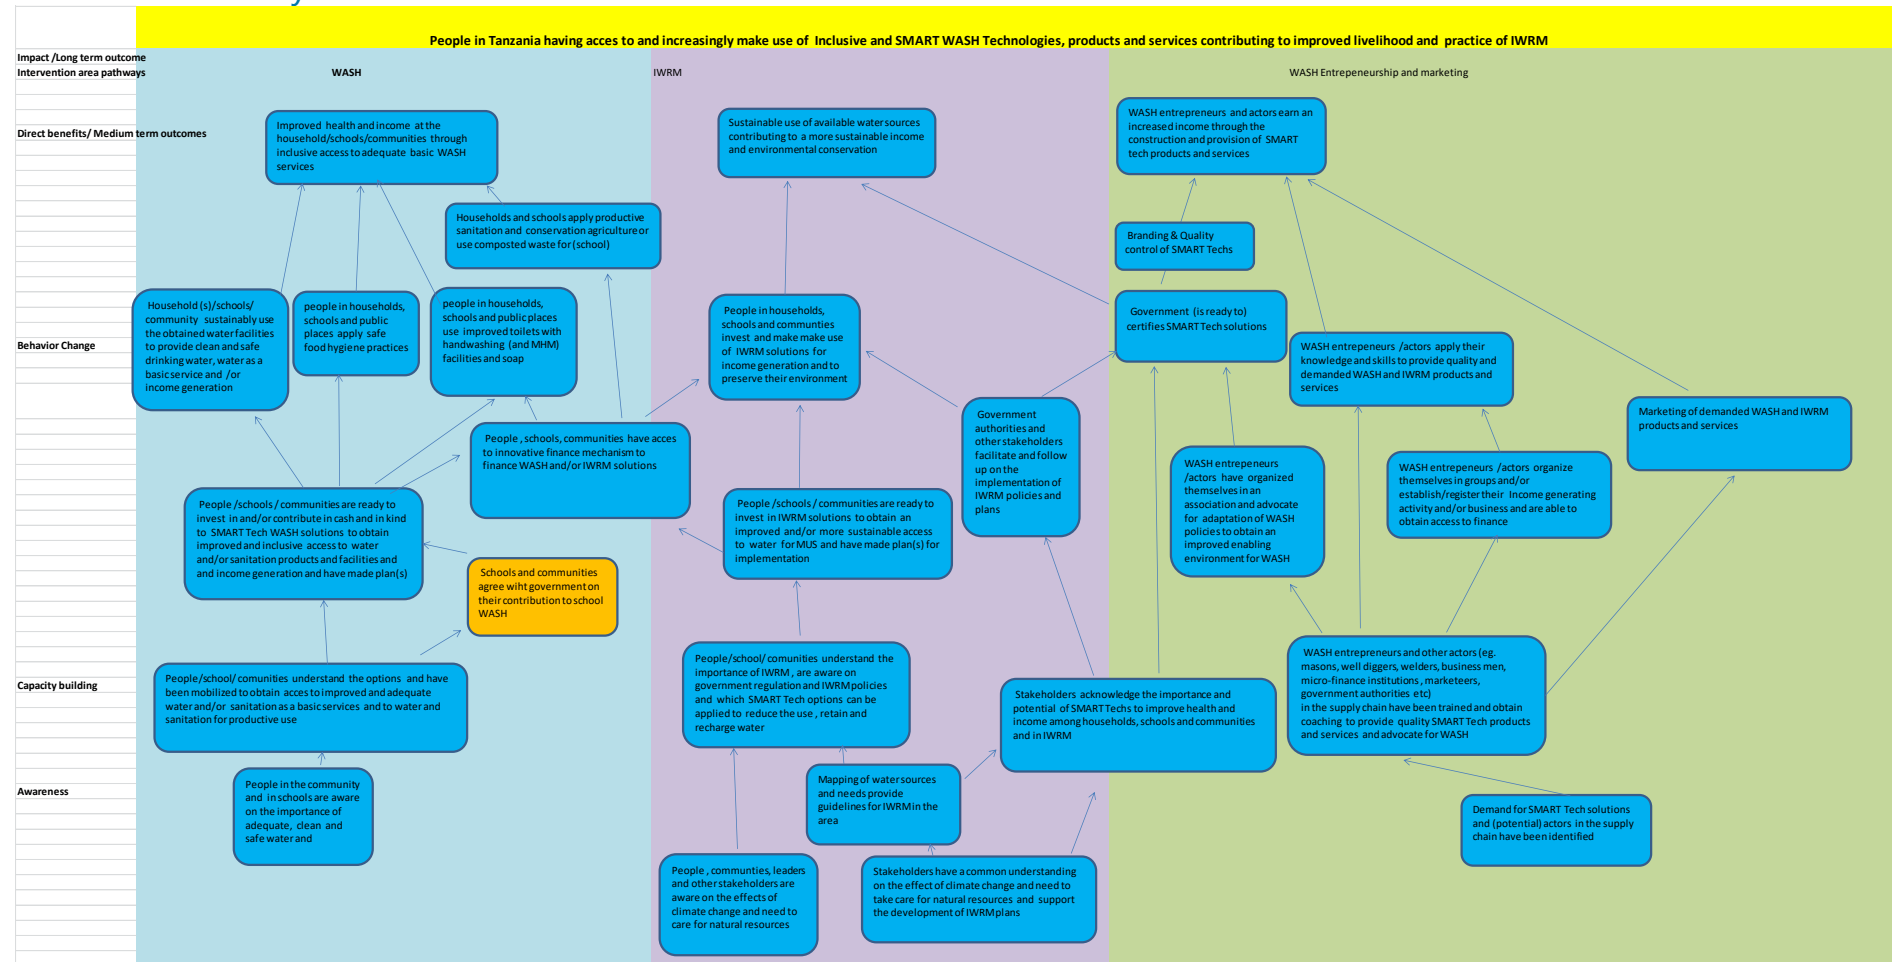 People in Tanzania having acces to and increasingly make use of Inclusive and SMART WASH Technologies, products and services contributing to improved livelihood and practice of IWRM
Impact /Long term outcome
Intervention area pathways
WASH
IWRM
WASH Entrepeneurship and marketing
Direct benefits/ Medium term outcomes
Improved health and income at the
household/schools/communities through
inclusive access to adequate basic WASH
services
Sustainable use of available water sources
contributing to a more sustainable income
and environmental conservation
WASH entrepreneurs and actors earn an
increased income through the
construction and provision of SMART
tech products and services
Households and schools apply productive
sanitation and conservation agriculture or
use composted waste for (school)
Branding & Quality
control of SMART Techs
Behavior Change
Household (s)/schools/
community sustainably use
the obtained water facilities
to provide clean and safe
drinking water, water as a
basic service and /or
income generation
people in households,
schools and public
places apply safe
food hygiene practices
people in households,
schools and public places
use improved toilets with
handwashing (and MHM)
facilities and soap
People in households,
schools and communties
invest and make make use
of IWRM solutions for
income generation and to
preserve their environment
Government (is ready to)
certifies SMART Tech solutions
WASH entrepeneurs /actors apply their
knowledge and skills to provide quality and
demanded WASH and IWRM products and
services
Marketing of demanded WASH and IWRM
products and services
Government
authorities and
other stakeholders
facilitate and follow
up on the
implementation of
IWRM policies and
plans
People , schools, communities have acces
to innovative finance mechanism to
finance WASH and/or IWRM solutions
WASH entrepeneurs
/actors have organized
themselves in an
association and advocate
for adaptation of WASH
policies to obtain an
improved enabling
environment for WASH
WASH entrepeneurs /actors organize
themselves in groups and/or
establish/register their Income generating
activity and/or business and are able to
obtain access to finance
People /schools / communities are ready to
invest in and/or contribute in cash and in kind
to SMART Tech WASH solutions to obtain
improved and inclusive access to water
and/or sanitation products and facilities and
and income generation and have made plan(s)
People /schools / communities are ready to
invest in IWRM solutions to obtain an
improved and/or more sustainable access
to water for MUS and have made plan(s) for
implementation
Schools and communities
agree wiht government on
their contribution to school
WASH
Capacity building
People/school/ comunities understand the options and have
been mobilized to obtain acces to improved and adequate
water and/or sanitation as a basic services and to water and
sanitation for productive use
People/school/ comunities understand the
importance of IWRM , are aware on
government regulation and IWRM policies
and which SMART Tech options can be
applied to reduce the use , retain and
recharge water
Stakeholders acknowledge the importance and
potential of SMART Techs to improve health and
income among households, schools and communities
and in IWRM
WASH entrepreneurs and other actors (eg.
masons, well diggers, welders, business men,
micro-finance institutions , marketeers,
government authorities etc)
in the supply chain have been trained and obtain
coaching to provide quality SMART Tech products
and services and advocate for WASH
Awareness
People in the community
and in schools are aware
on the importance of
adequate, clean and
safe water and
Mapping of water sources
and needs provide
guidelines for IWRM in the
area
Demand for SMART Tech solutions
and (potential) actors in the supply
chain have been identified
People , communties, leaders
and other stakeholders are
aware on the effects of
climate change and need to
care for natural resources
Stakeholders have a common understanding
on the effect of climate change and need to
take care for natural resources and support
the development of IWRM plans